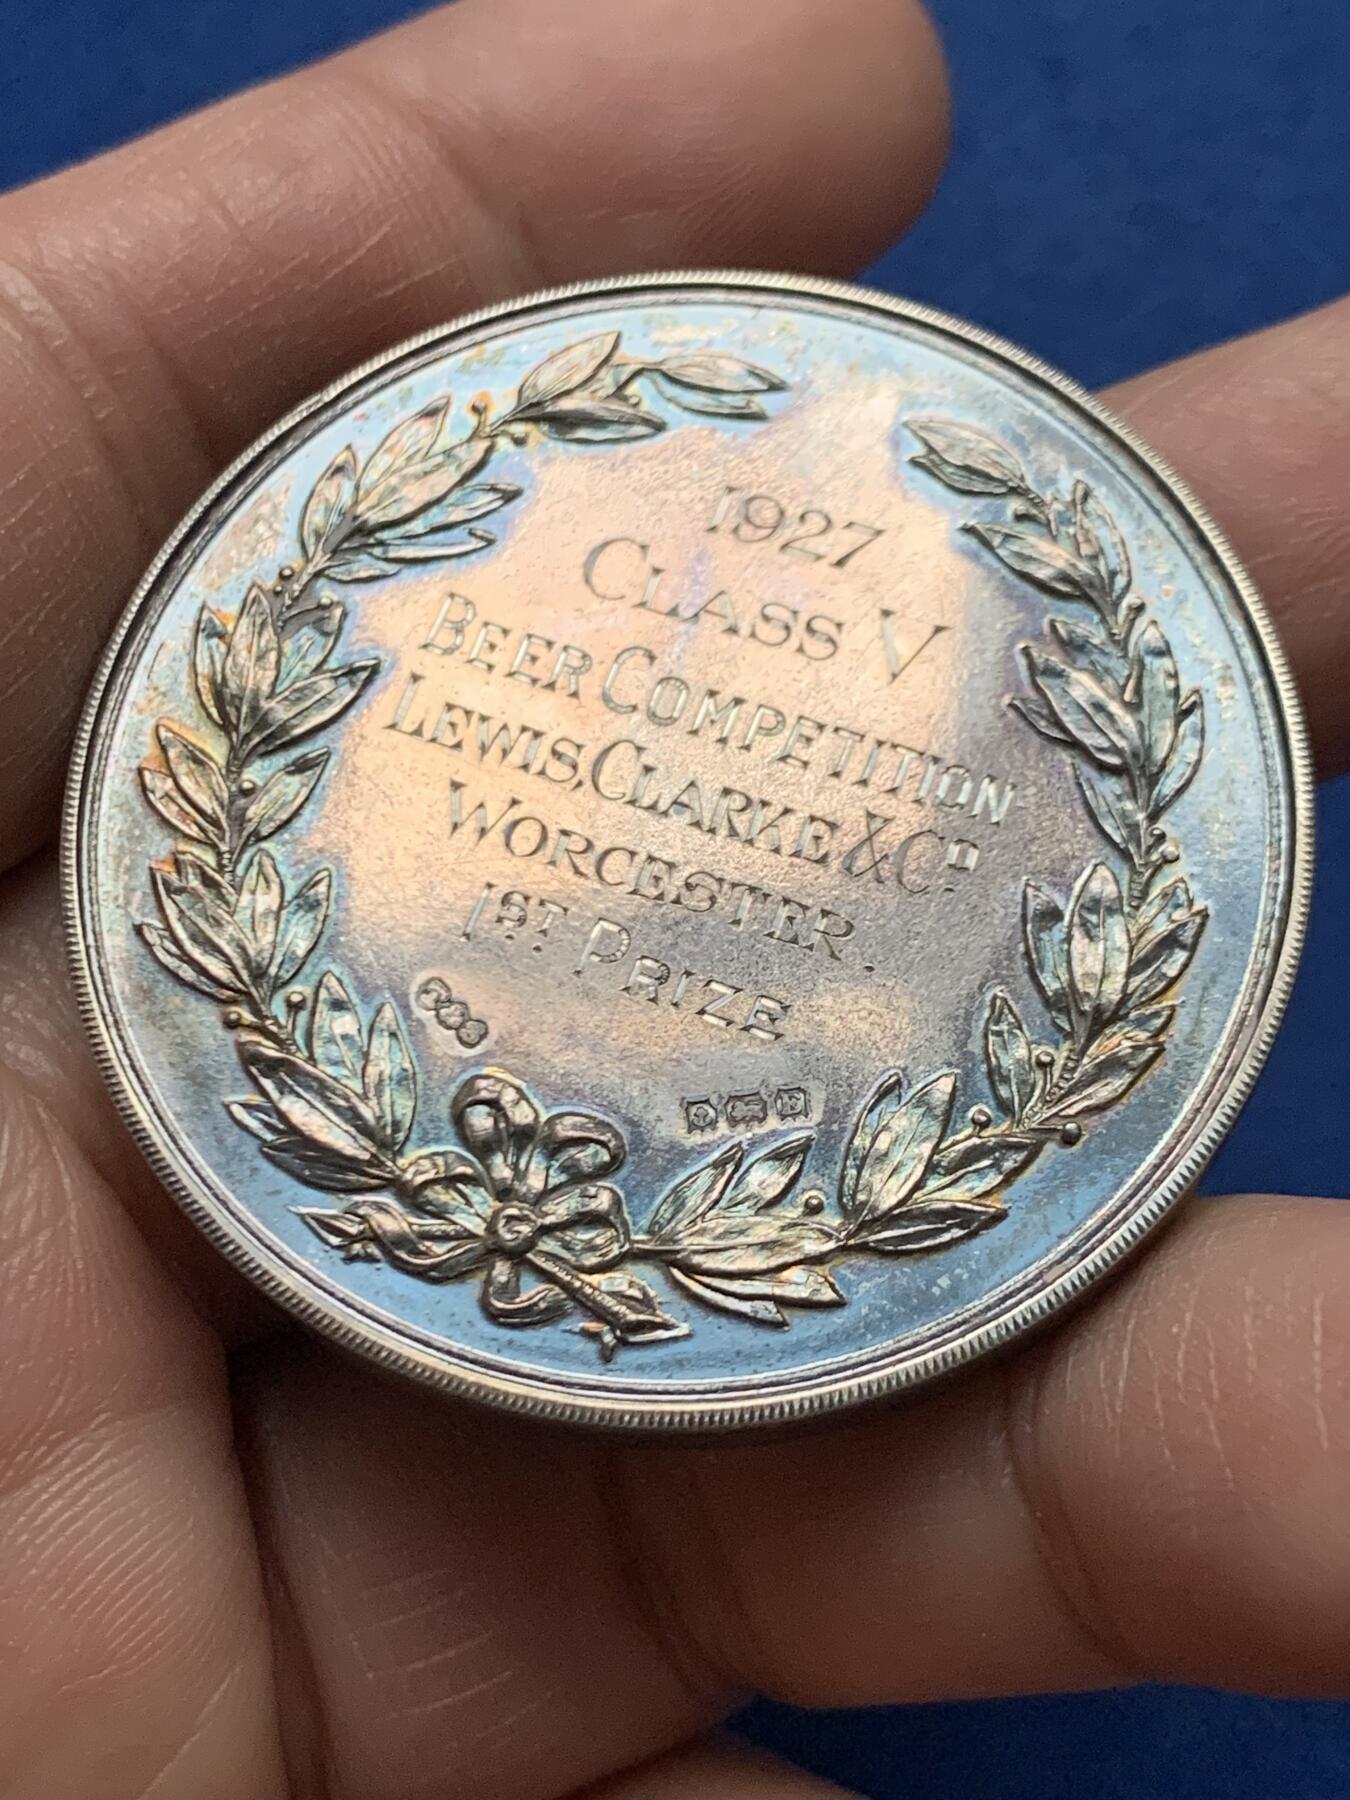 1927
CLASS V
BEER COMPETITION
LEWIS, CLARKE & Cº
WORCESTER.
1ST PRIZE